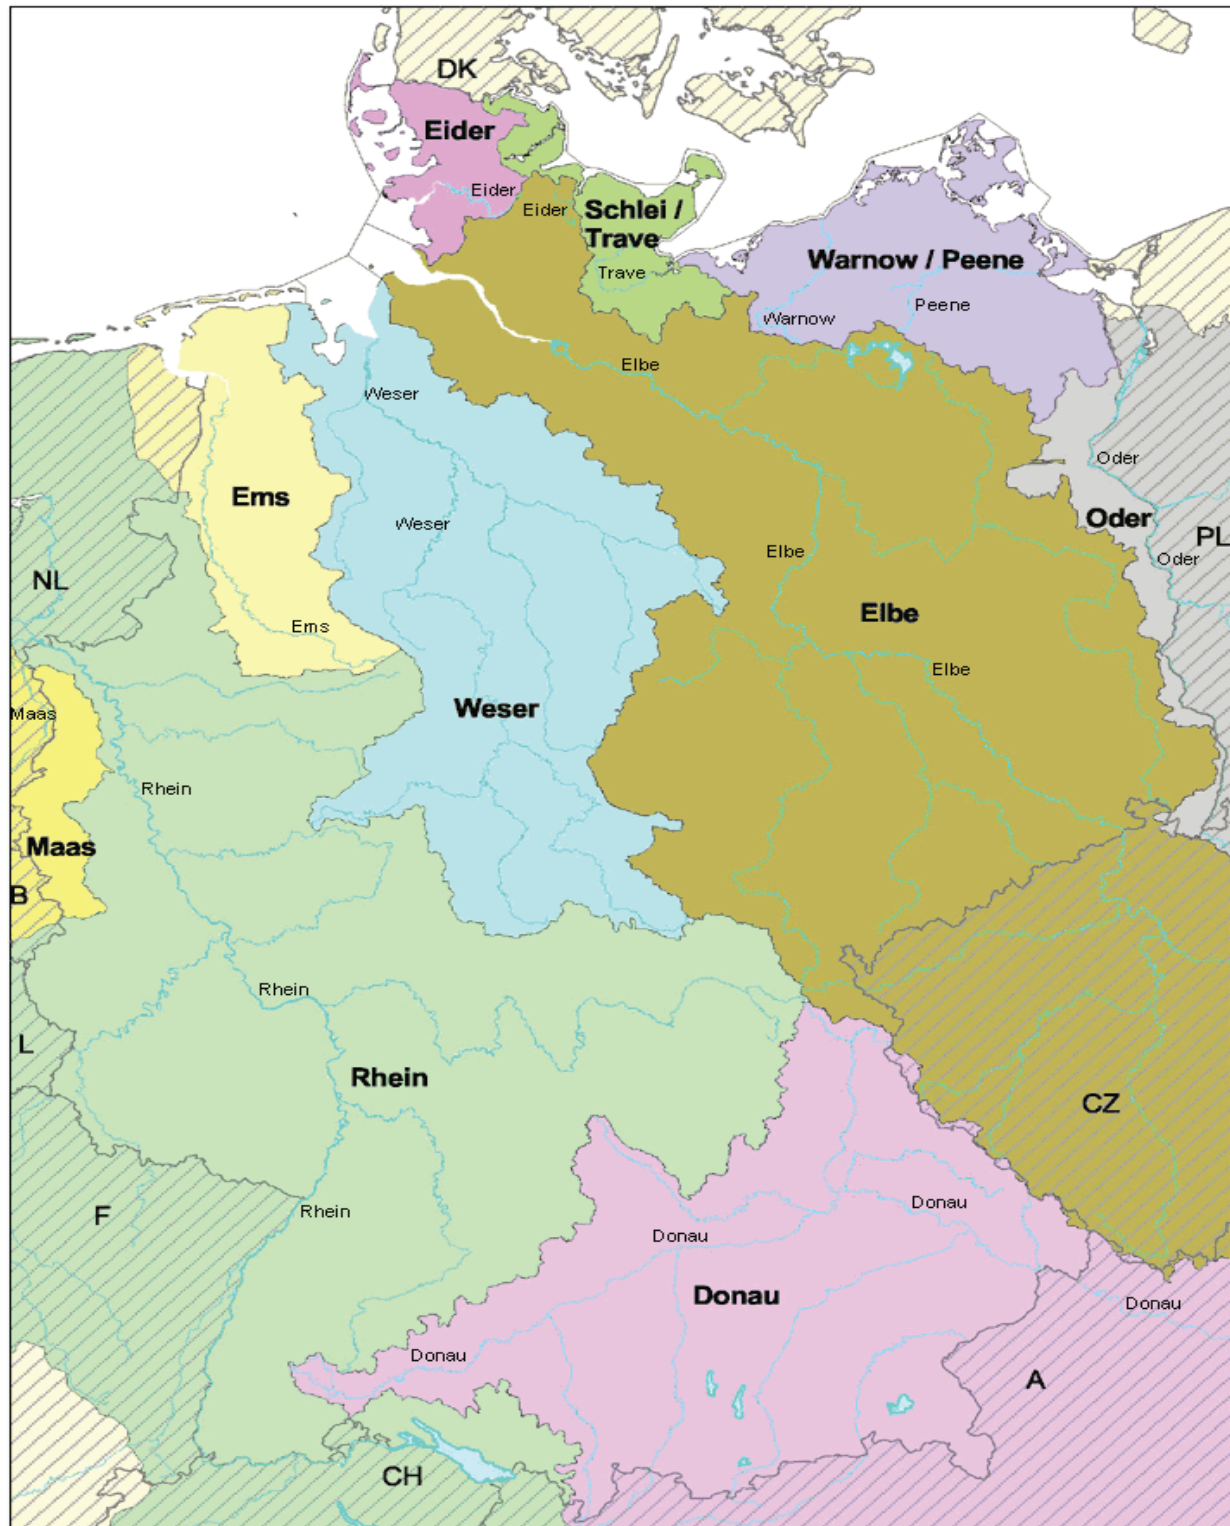 DK
Eider
Eider
Eider
Schlei /
Trave
Trave
Warnow / Peene
Peene
Warnow
Elbe
Weser
Oder
Ems
Oder
Weser
PL
Elbe
Oder
NL
Elbe
Ems
Elbe
Weser
Maas
Rhein
Maas
B
Rhein
L
Rhein
CZ
F
Rhein
Donau
Donau
Donau
Donau
Donau
A
CH